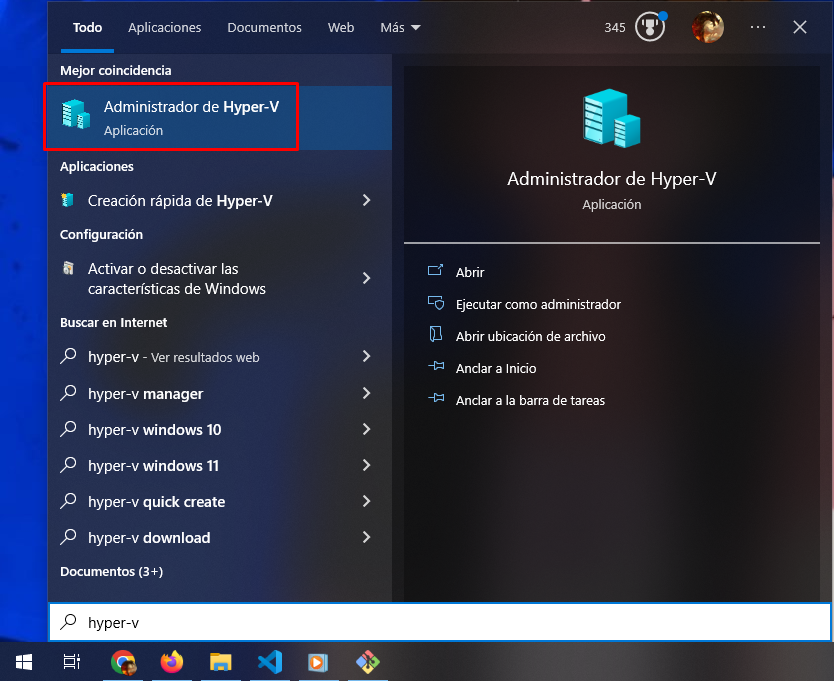 Todo Aplicaciones Documentos Web Más 345
Mejor coincidencia
Administrador de Hyper-V
Aplicación
Aplicaciones
Creación rápida de Hyper-V
Configuración
Activar o desactivar las
características de Windows
Buscar en Internet
hyper-v - Ver resultados web
hyper-v manager
hyper-v windows 10
hyper-v windows 11
hyper-v quick create
hyper-v download
Documentos (3+)
Administrador de Hyper-V
Aplicación
Abrir
Ejecutar como administrador
Abrir ubicación de archivo
Anclar a Inicio
Anclar a la barra de tareas
hyper-v